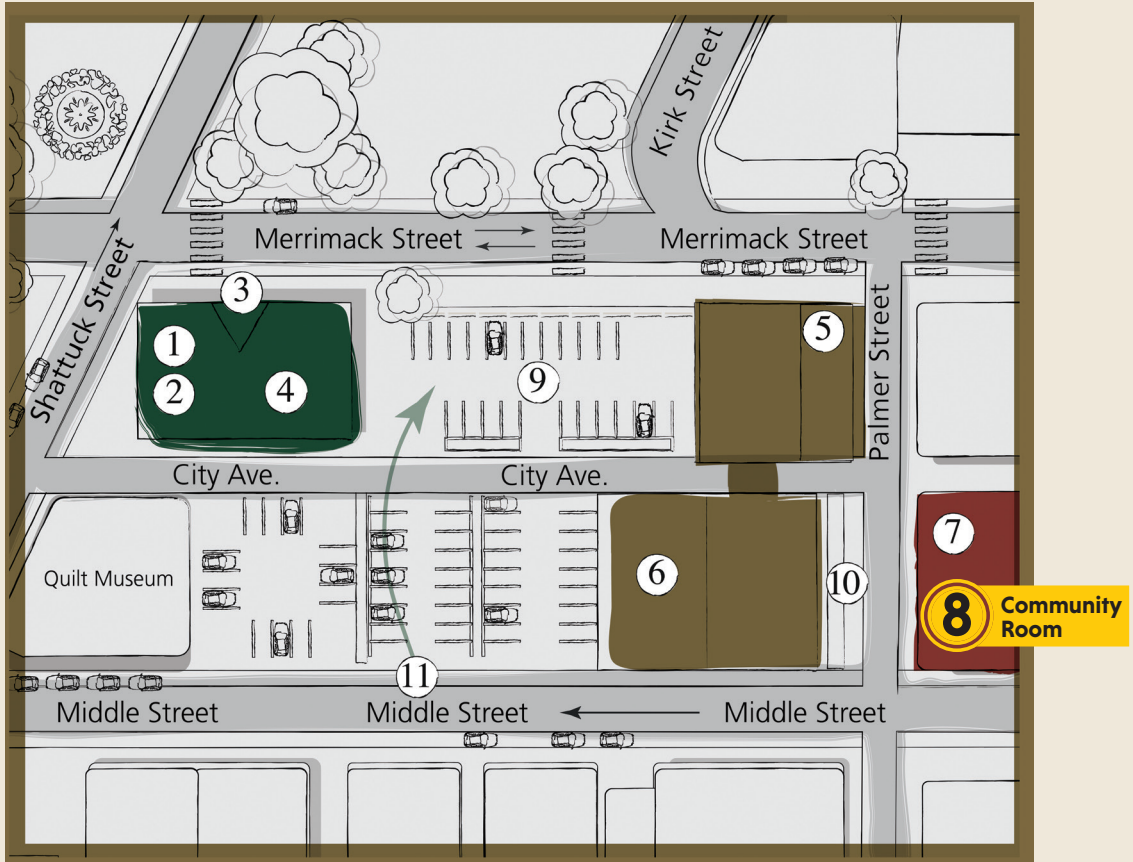 Kirk Street
Merrimack Street
Merrimack Street
Shattuck Street
3
1
5
2
4
9
Palmer Street
City Ave.
City Ave.
7
Quilt Museum
6
10
8 Community
Room
11
Middle Street
Middle Street
Middle Street